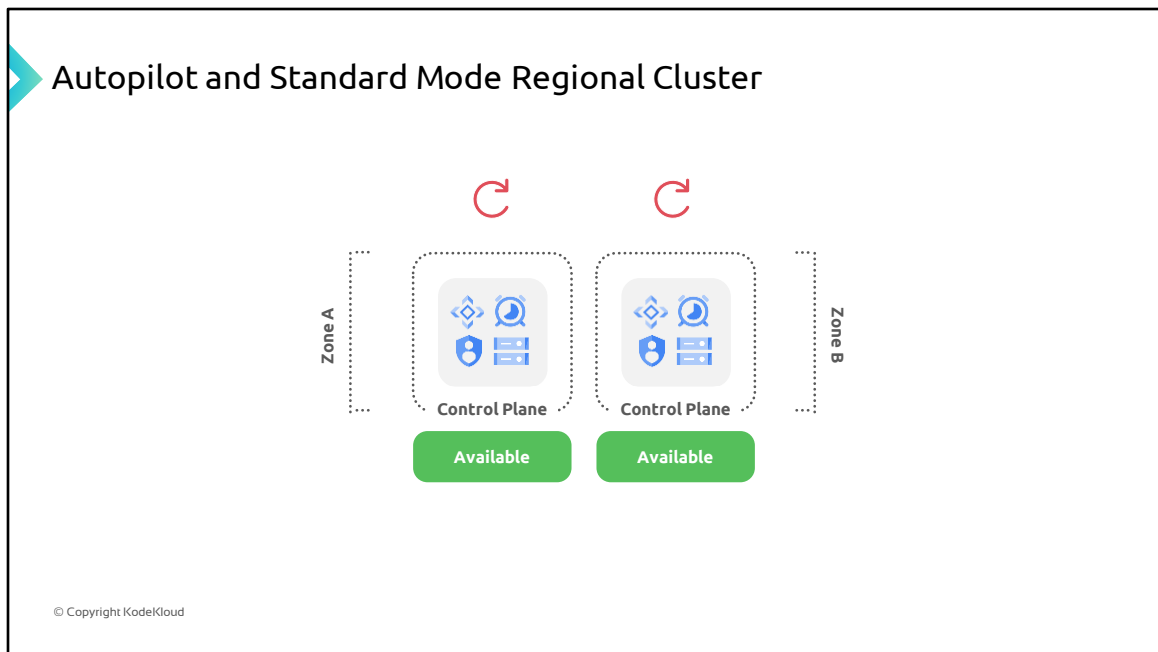 Autopilot and Standard Mode Regional Cluster
Zone A
Control Plane
Control Plane
Zone B
Available
Available
© Copyright KodeKloud